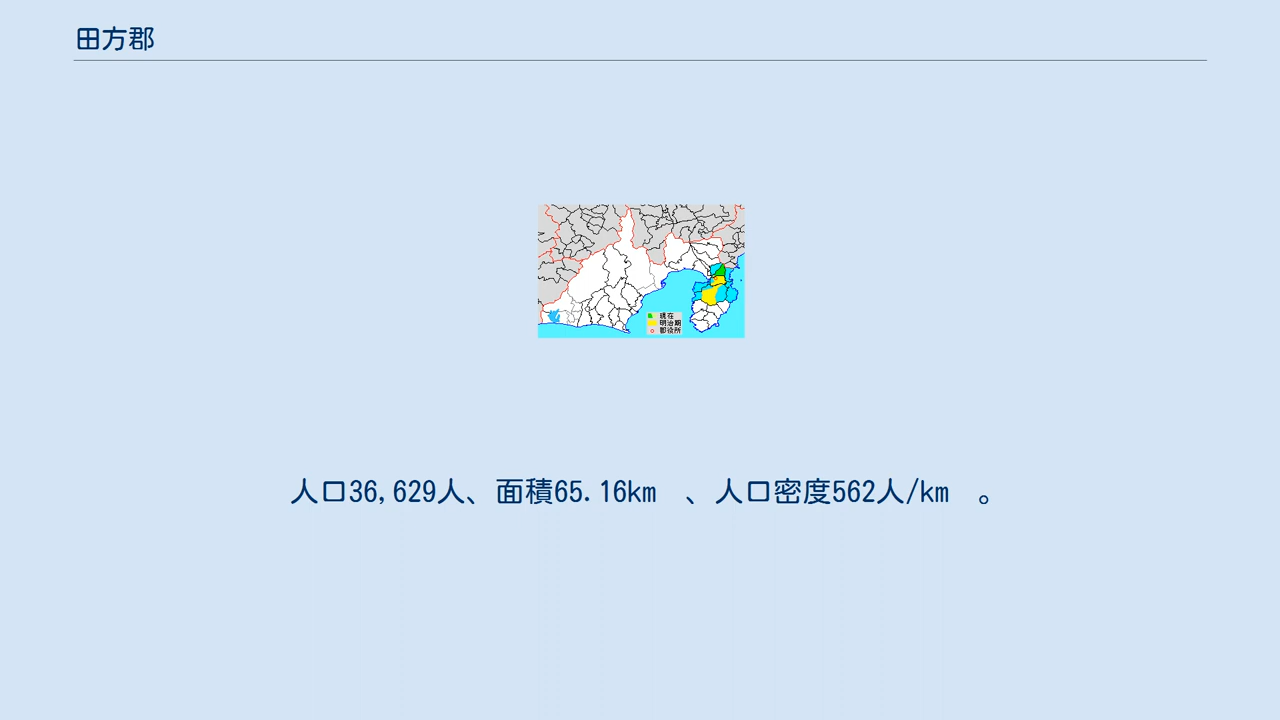 田方郡
現在
明治期
郡役所
人口36,629人、面積65.16km　、人口密度562人/km　。